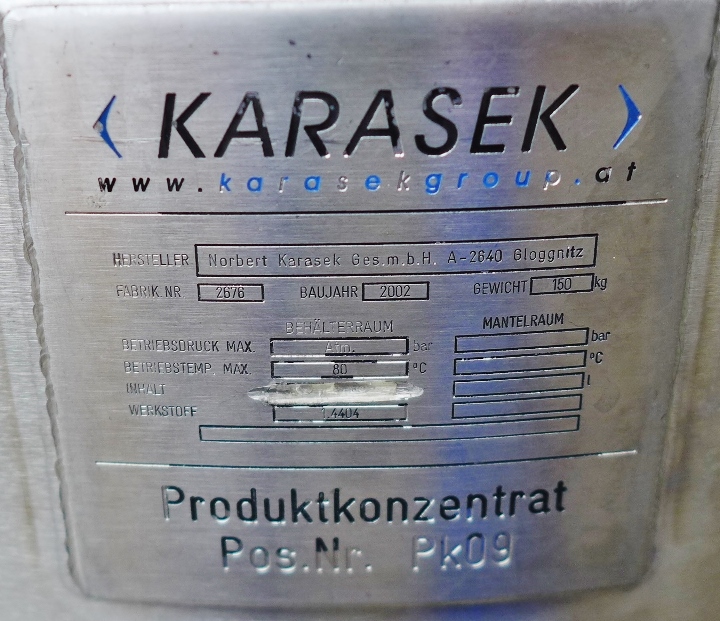 KARASEK
www.karasekgroup.at
HERSTELLER Norbert Karasek Ges.m.b.H. A-2640 Gloggnitz
FABRIK.NR 2676 BAUJAHR 2002 GEWICHT 150 kg
BEHÄLTERRAUM MANTELRAUM
BETRIEBSDRUCK MAX. Atm. bar bar
BETRIEBSTEMP. MAX. 80 °C °C
INHALT l
WERKSTOFF 1.4404
Produktkonzentrat
Pos.Nr. Pk09